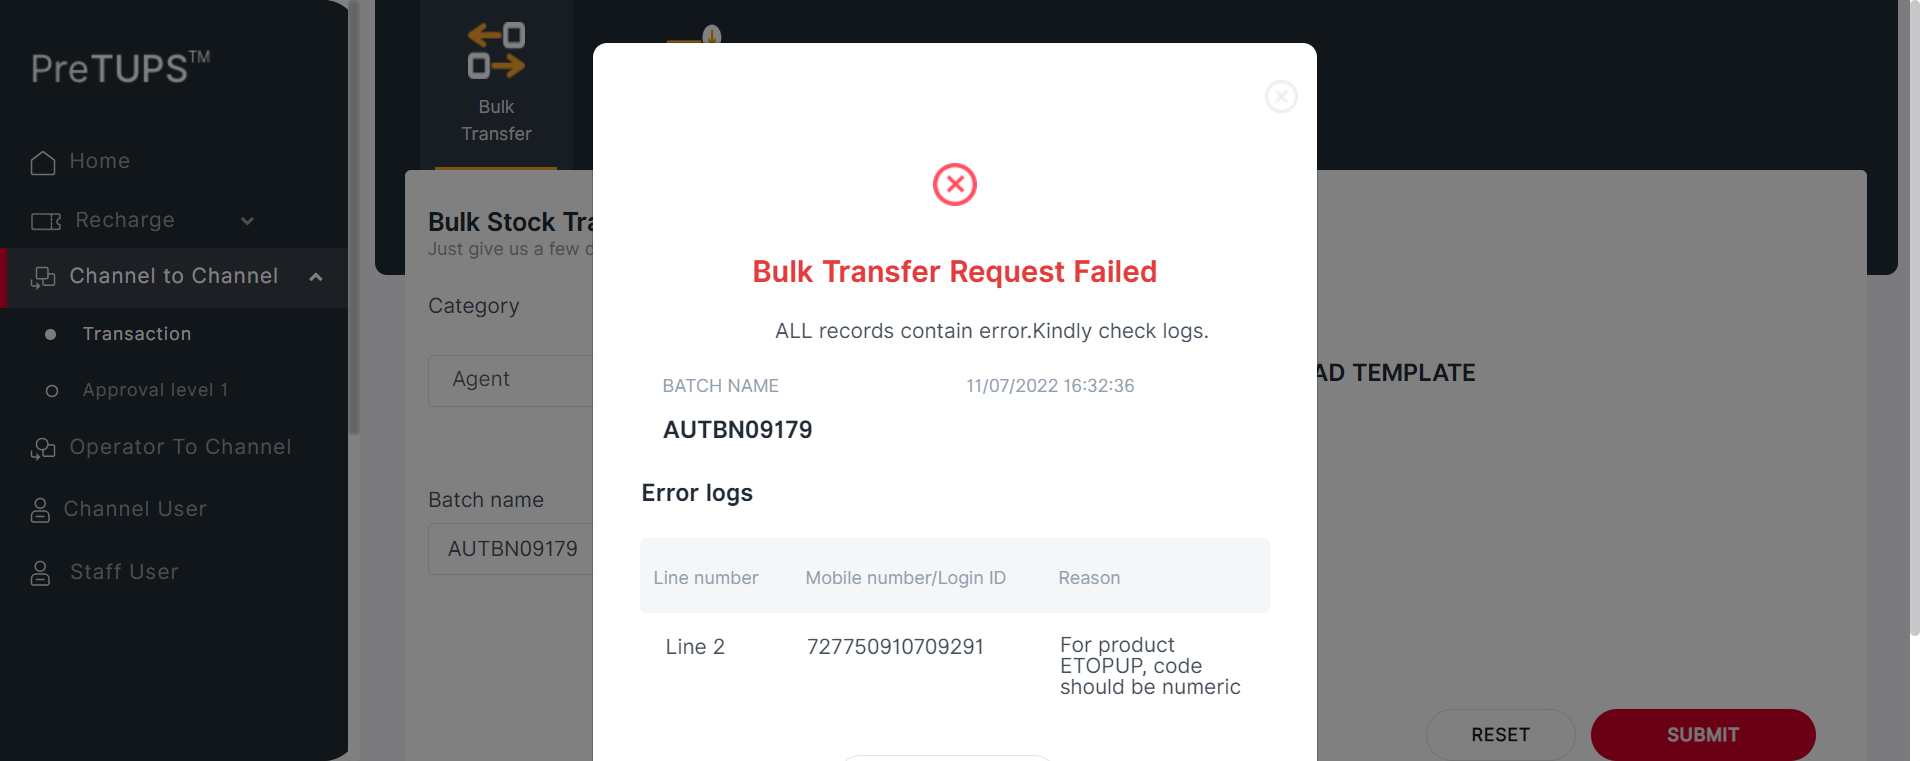 PreTUPS™
Home
Recharge
Channel to Channel
Transaction
Approval level 1
Operator To Channel
Channel User
Staff User
Bulk
Transfer
Bulk Stock
Just give us a few
Category
Agent
Batch name
AUTBN09179
TEMPLATE
RESET
SUBMIT
Bulk Transfer Request Failed
ALL records contain error.Kindly check logs.
BATCH NAME 11/07/2022 16:32:36
AUTBN09179
Error logs
Line number Mobile number/Login ID Reason
Line 2 727750910709291 For product
ETOPUP, code
should be numeric